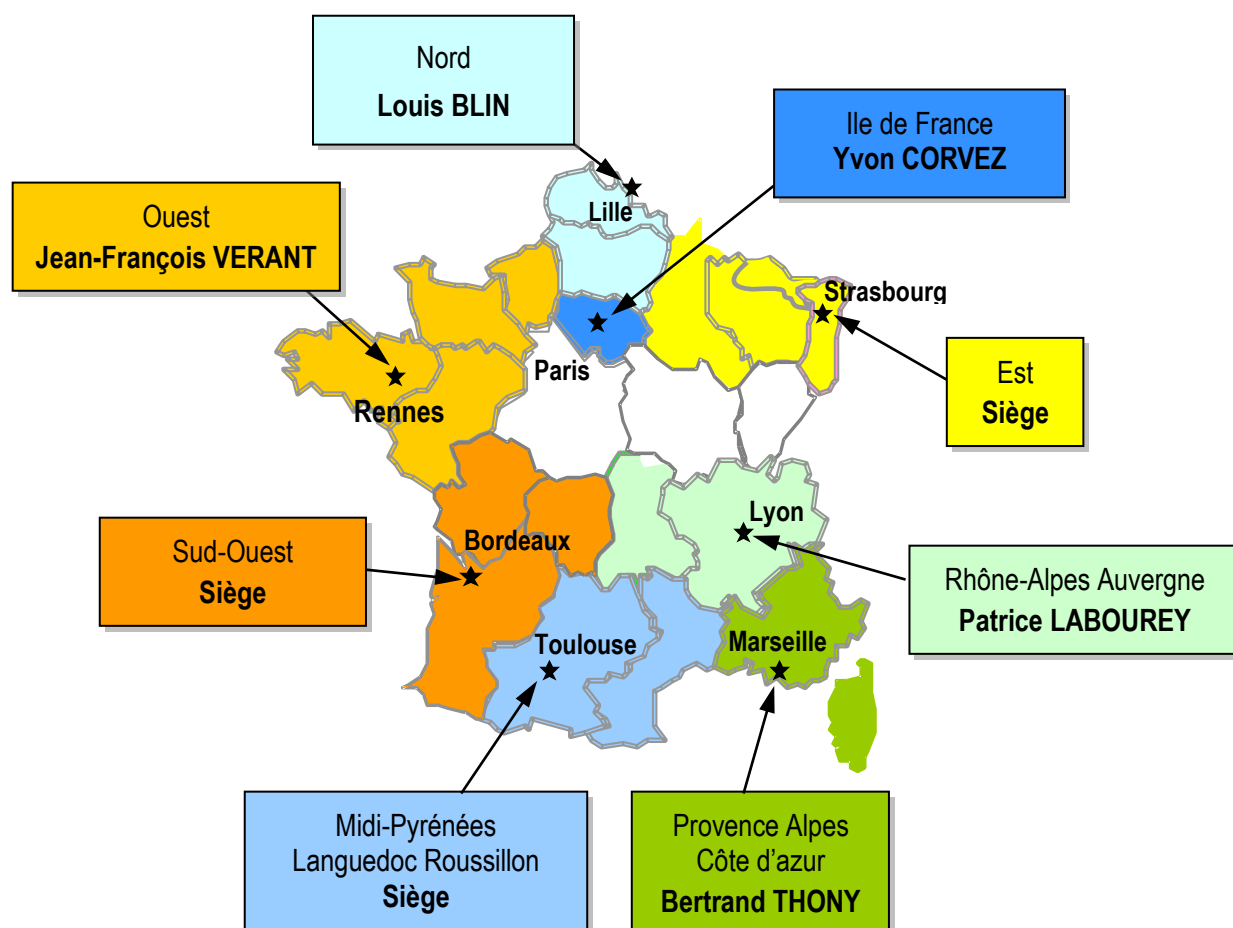 Nord
Louis BLIN
Ile de France
Yvon CORVEZ
Ouest
Jean-François VERANT
Lille
Strasbourg
Paris
Rennes
Est
Siège
Lyon
Bordeaux
Sud-Ouest
Siège
Rhône-Alpes Auvergne
Patrice LABOUREY
Toulouse
Marseille
Midi-Pyrénées
Languedoc Roussillon
Siège
Provence Alpes
Côte d’azur
Bertrand THONY